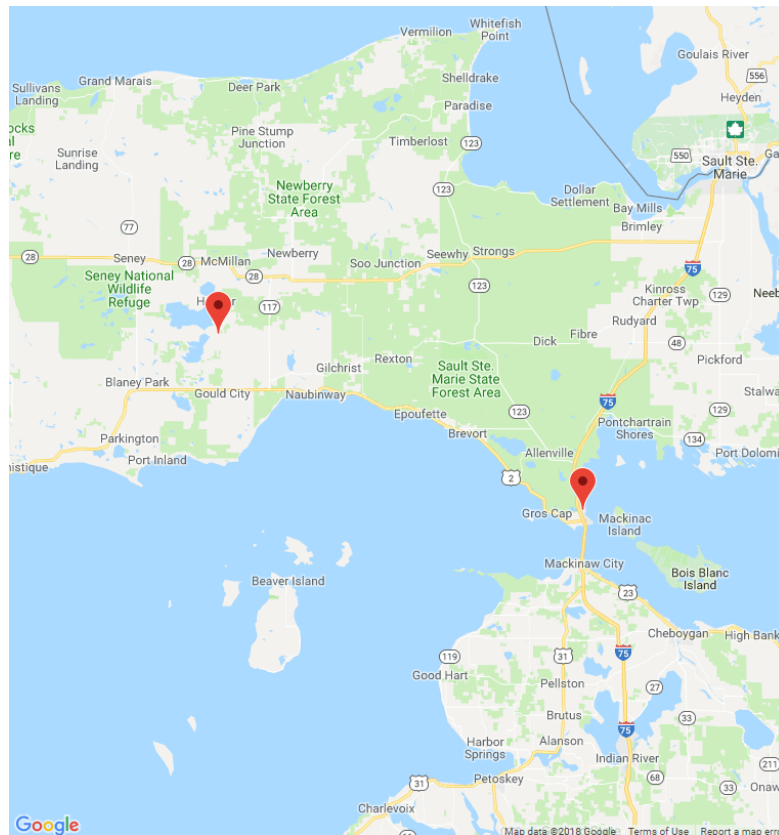 Whitefish
Point
Vermilion
Goulais River
Sullivans
Landing
Grand Marais
Deer Park
Shelldrake
556
Heyden
Paradise
Pine Stump
Junction
Timberlost
123
550
Sault Ste.
Marie
Sunrise
Landing
Newberry
State Forest
Area
123
Dollar
Settlement
Bay Mills
Brimley
77
28
Seney
28
McMillan
Newberry
Seewhy
Strongs
Soo Junction
28
75
Seney National
Wildlife
Refuge
123
Kinross
Charter Twp
129
117
Rudyard
Fibre
Dick
48
Pickford
Rexton
Gilchrist
Sault Ste.
Marie State
Forest Area
Blaney Park
Gould City
Naubinway
Epoufette
123
75
129
Pontchartrain
Shores
134
Brevort
Parkington
Port Inland
Allenville
2
Gros Cap
Mackinac
Island
Mackinaw City
Bois Blanc
Island
Beaver Island
23
Cheboygan
119
31
75
Good Hart
Pellston
27
Brutus
33
75
Harbor
Springs
Alanson
Indian River
211
Petoskey
68
31
33
Charlevoix
Google
Map data ©2018 Google
Terms of Use